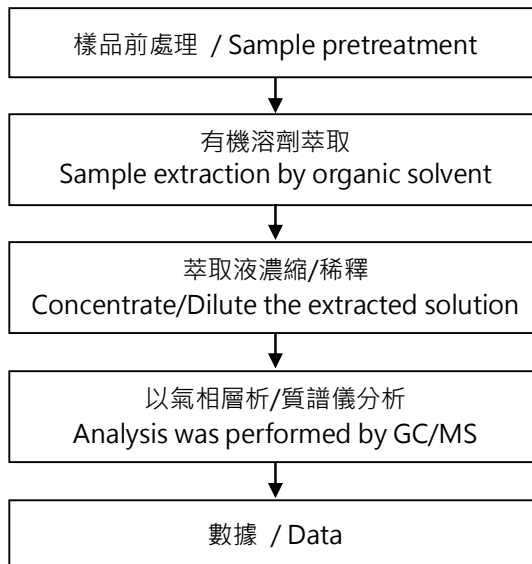 樣品前處理 / Sample pretreatment
有機溶劑萃取
Sample extraction by organic solvent
萃取液濃縮/稀釋
Concentrate/Dilute the extracted solution
以氣相層析/質譜儀分析
Analysis was performed by GC/MS
數據 / Data